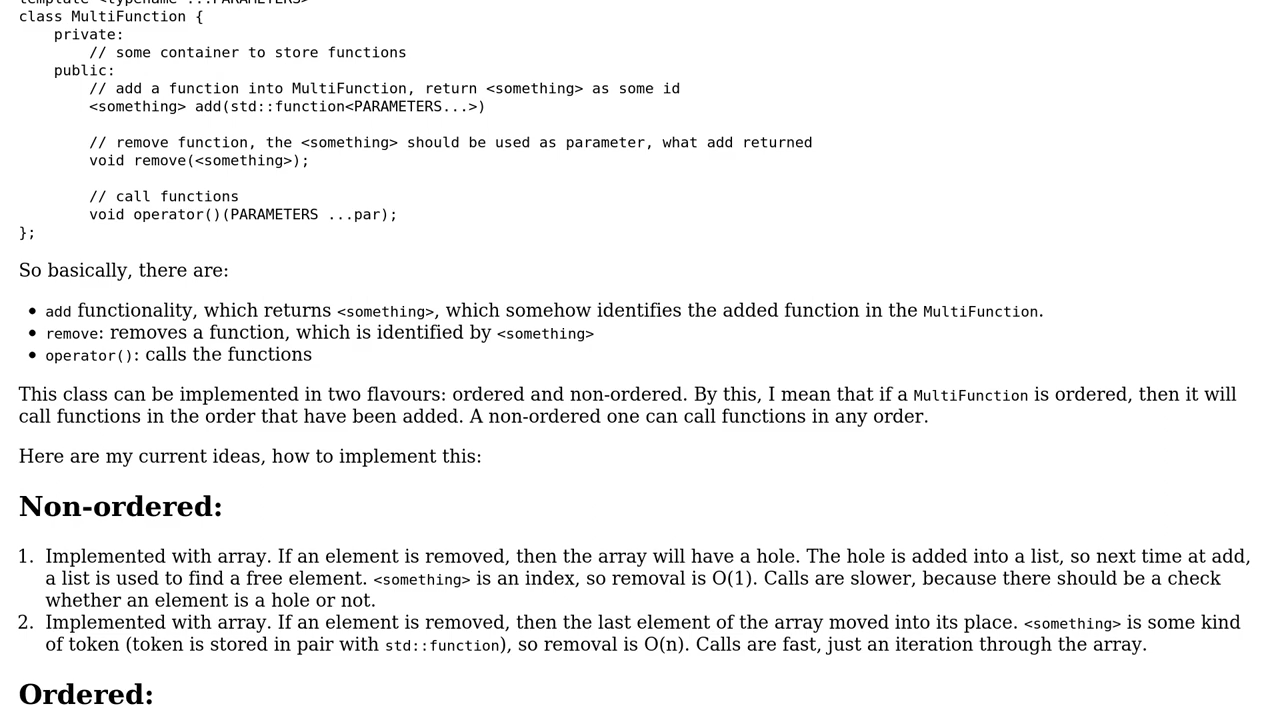 template <typename ...PARAMETERS>
class MultiFunction {
    private:
        // some container to store functions
    public:
        // add a function into MultiFunction, return <something> as some id
        <something> add(std::function<PARAMETERS...>)

        // remove function, the <something> should be used as parameter, what add returned
        void remove(<something>);

        // call functions
        void operator()(PARAMETERS ...par);
};
So basically, there are:
• add functionality, which returns <something>, which somehow identifies the added function in the MultiFunction.
• remove: removes a function, which is identified by <something>
• operator(): calls the functions
This class can be implemented in two flavours: ordered and non-ordered. By this, I mean that if a MultiFunction is ordered, then it will
call functions in the order that have been added. A non-ordered one can call functions in any order.
Here are my current ideas, how to implement this:
Non-ordered:
1. Implemented with array. If an element is removed, then the array will have a hole. The hole is added into a list, so next time at add,
a list is used to find a free element. <something> is an index, so removal is O(1). Calls are slower, because there should be a check
whether an element is a hole or not.
2. Implemented with array. If an element is removed, then the last element of the array moved into its place. <something> is some kind
of token (token is stored in pair with std::function), so removal is O(n). Calls are fast, just an iteration through the array.
Ordered: